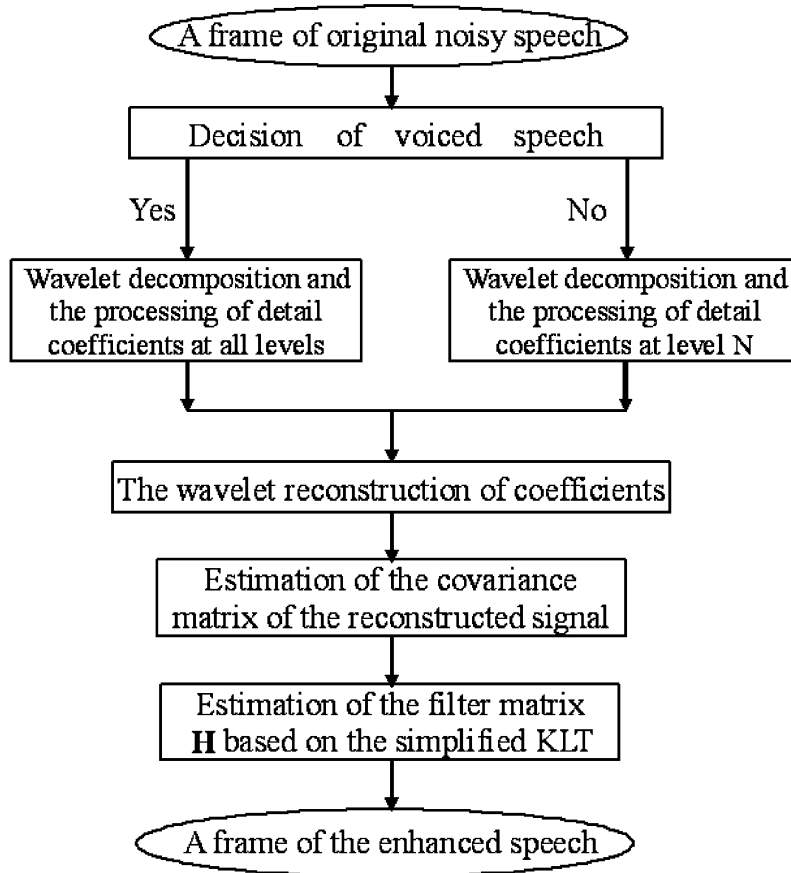 A frame of original noisy speech
Decision of voiced speech
Yes
No
Wavelet decomposition and
the processing of detail
coefficients at all levels
Wavelet decomposition and
the processing of detail
coefficients at level N
The wavelet reconstruction of coefficients
Estimation of the covariance
matrix of the reconstructed signal
Estimation of the filter matrix
H based on the simplified KLT
A frame of the enhanced speech